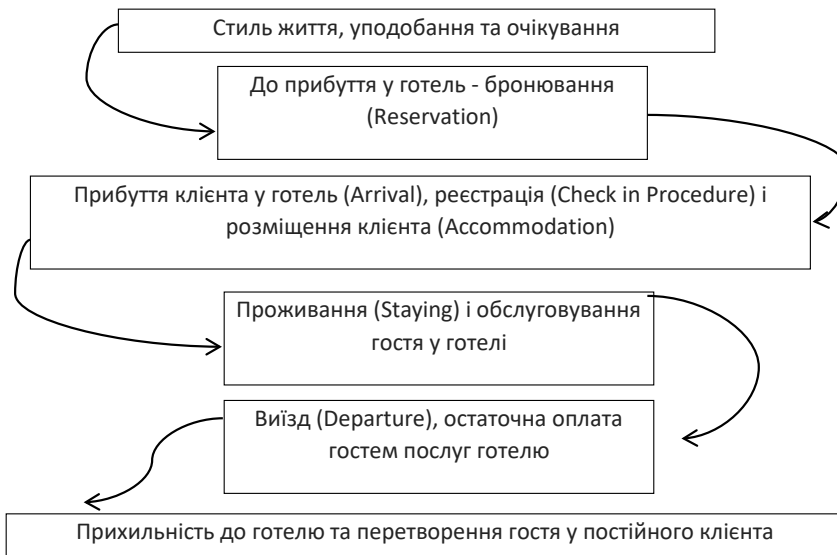 Стиль життя, уподобання та очікування
До прибуття у готель - бронювання
(Reservation)
Прибуття клієнта у готель (Arrival), реєстрація (Check in Procedure) і
розміщення клієнта (Accommodation)
Проживання (Staying) і обслуговування
гостя у готелі
Виїзд (Departure), остаточна оплата
гостем послуг готелю
Прихильність до готелю та перетворення гостя у постійного клієнта